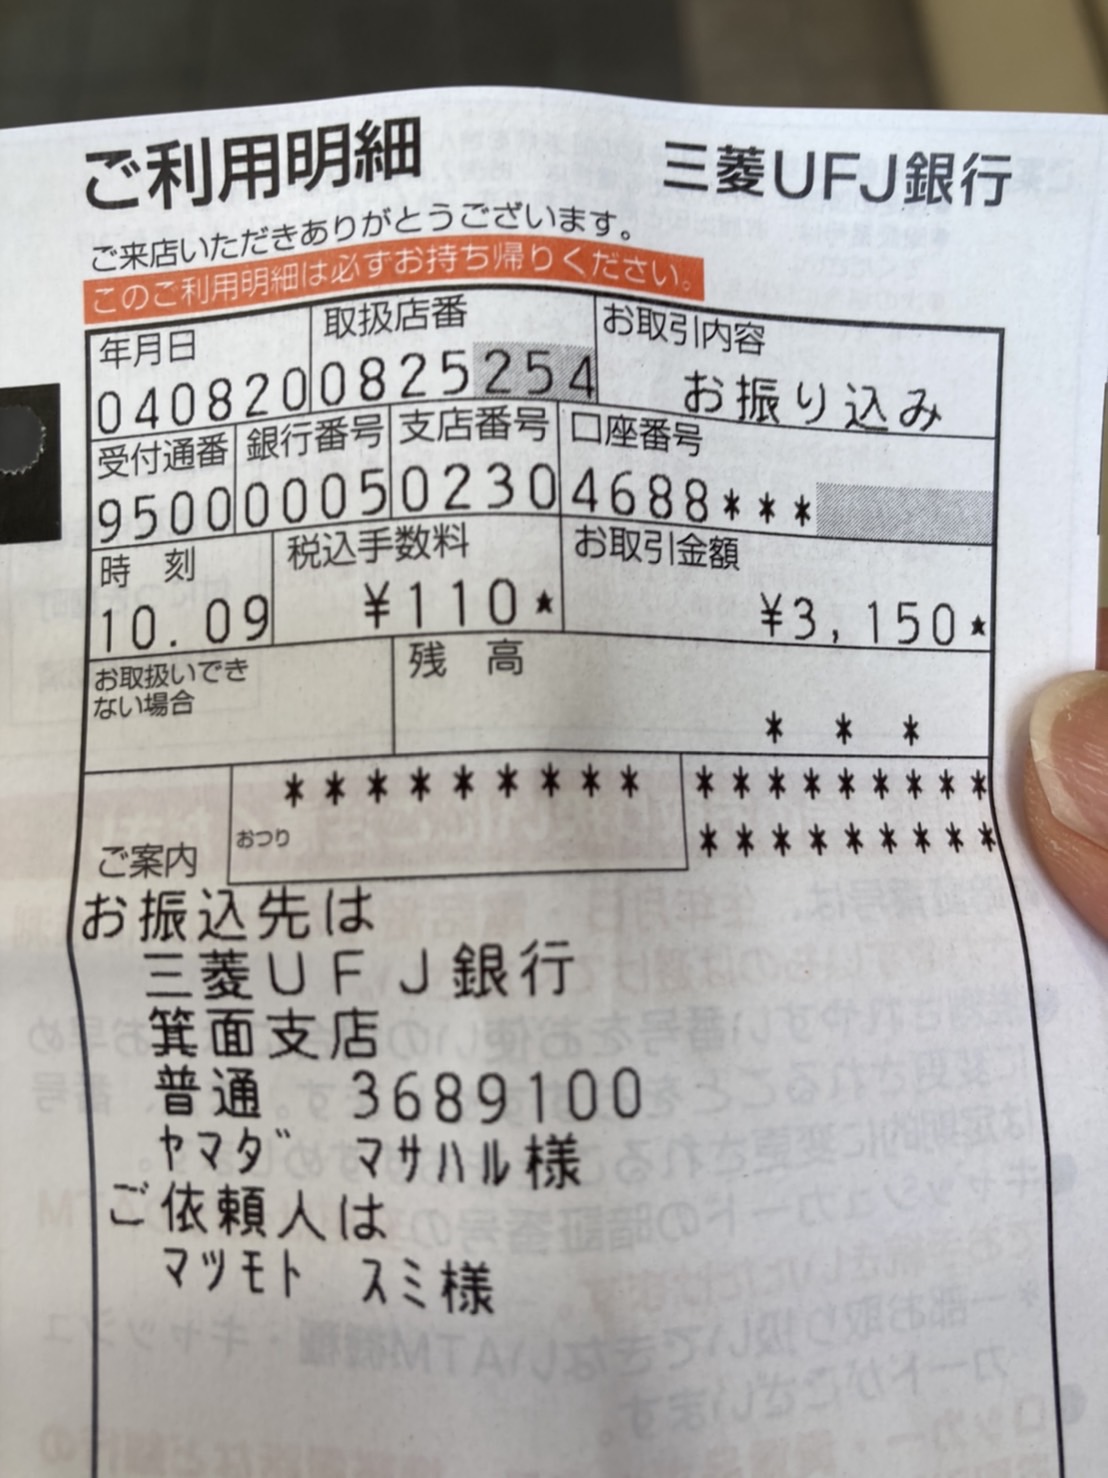 ご利用明細 三菱UFJ銀行
ご来店いただきありがとうございます。
このご利用明細は必ずお持ち帰りください。
年月日 取扱店番 お取引内容
040820 0825254 お振り込み
受付通番 銀行番号 支店番号 口座番号
9500 0005 0230 4688***
時 刻 税込手数料 お取引金額
10.09 ¥110★ ¥3,150★
お取扱いできない場合 残 高
* * *
********* *********
おつり *********
ご案内
お振込先は
三菱UFJ銀行
箕面支店
普通 3689100
ヤマダ マサハル様
ご依頼人は
マツモト スミ様